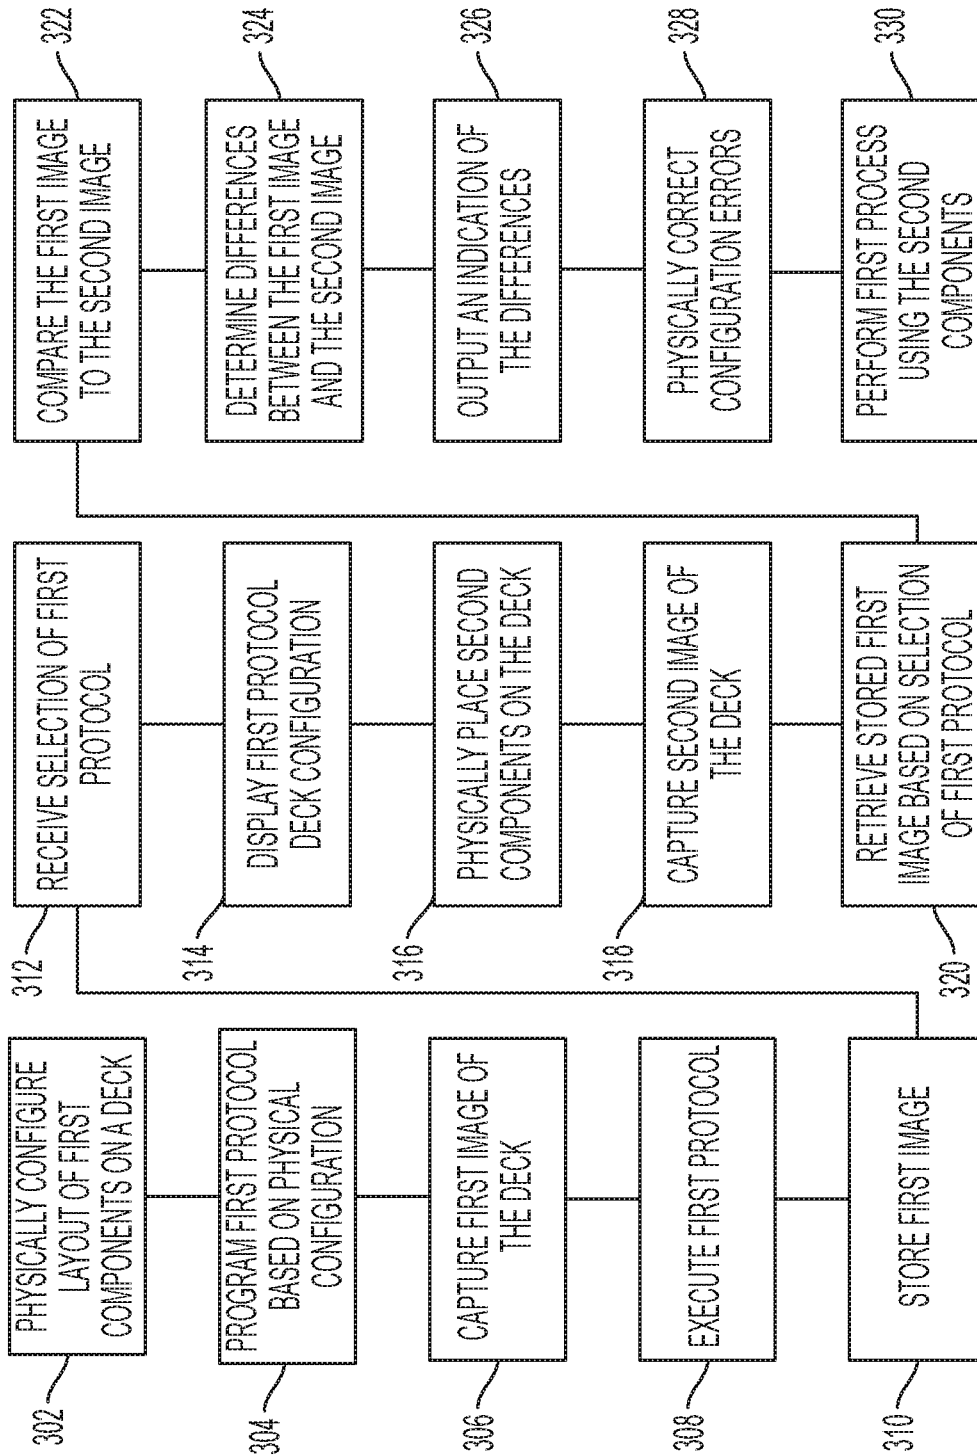 PHYSICALLY CONFIGURE
LAYOUT OF FIRST
COMPONENTS ON A DECK
302
PROGRAM FIRST PROTOCOL
BASED ON PHYSICAL
CONFIGURATION
304
CAPTURE FIRST IMAGE OF
THE DECK
306
EXECUTE FIRST PROTOCOL
308
STORE FIRST IMAGE
310
RECEIVE SELECTION OF FIRST
PROTOCOL
312
DISPLAY FIRST PROTOCOL
DECK CONFIGURATION
314
PHYSICALLY PLACE SECOND
COMPONENTS ON THE DECK
316
CAPTURE SECOND IMAGE OF
THE DECK
318
RETRIEVE STORED FIRST
IMAGE BASED ON SELECTION
OF FIRST PROTOCOL
320
COMPARE THE FIRST IMAGE
TO THE SECOND IMAGE
322
DETERMINE DIFFERENCES
BETWEEN THE FIRST IMAGE
AND THE SECOND IMAGE
324
OUTPUT AN INDICATION OF
THE DIFFERENCES
326
PHYSICALLY CORRECT
CONFIGURATION ERRORS
328
PERFORM FIRST PROCESS
USING THE SECOND
COMPONENTS
330